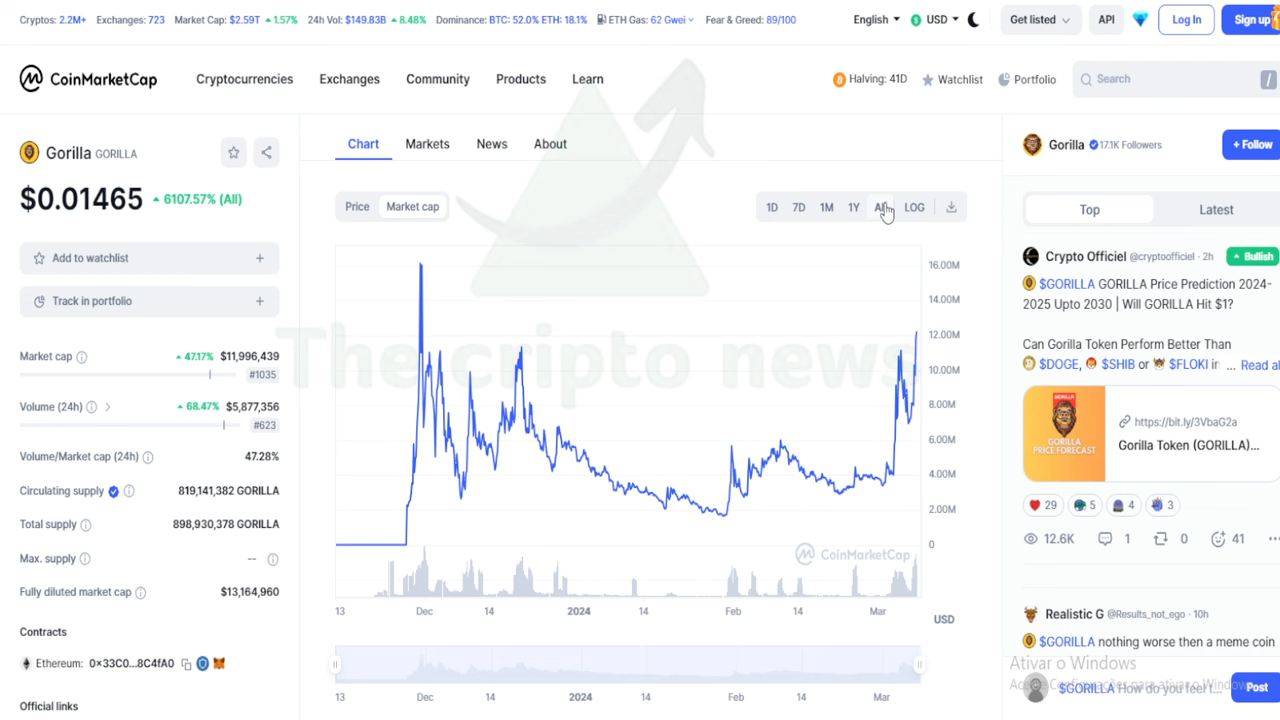 Cryptos: 2.2M+ Exchanges: 723 Market Cap: $2.59T 1.57% 24h Vol: $149.83B 8.48% Dominance: BTC: 52.0% ETH: 18.1% ETH Gas: 62 Gwei Fear & Greed: 89/100
English USD Get listed API Log In Sign up
CoinMarketCap Cryptocurrencies Exchanges Community Products Learn Halving: 41D Watchlist Portfolio Search /
Gorilla GORILLA
$0.01465 6107.57% (All)
Add to watchlist +
Track in portfolio +
Market cap 47.17% $11,996,439
#1035
Volume (24h) 68.47% $5,877,356
#623
Volume/Market cap (24h) 47.28%
Circulating supply 819,141,382 GORILLA
Total supply 898,930,378 GORILLA
Max. supply --
Fully diluted market cap $13,164,960
Contracts
Ethereum: 0x33C0...8C4fA0
Official links
Chart Markets News About
Price Market cap
1D 7D 1M 1Y All LOG
16.00M
14.00M
12.00M
10.00M
8.00M
6.00M
4.00M
2.00M
0
CoinMarketCap
13 Dec 14 2024 14 Feb 14 Mar
USD
13 Dec 14 2024 14 Feb 14 Mar
The cripto news
Gorilla 17.1K Followers + Follow
Top Latest
Crypto Officiel @cryptoofficiel · 2h Bullish
$GORILLA GORILLA Price Prediction 2024-
2025 Upto 2030 | Will GORILLA Hit $1?
Can Gorilla Token Perform Better Than
$DOGE, $SHIB or $FLOKI in ... Read al
GORILLA
PRICE FORECAST
https://bit.ly/3VbaG2a
Gorilla Token (GORILLA)...
29 5 4 3
12.6K 1 0 41 ...
Realistic G @Results_not_ego · 10h
$GORILLA nothing worse then a meme coin
Ativar o Windows
$GORILLA How do you feel t... Post